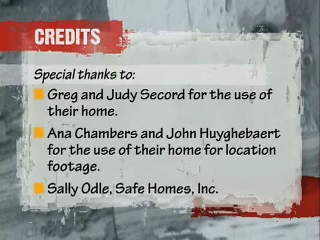 CREDITS
Special thanks to:
Greg and Judy Secord for the use of
their home.
Ana Chambers and John Huyghebaert
for the use of their home for location
footage.
Sally Odle, Safe Homes, Inc.